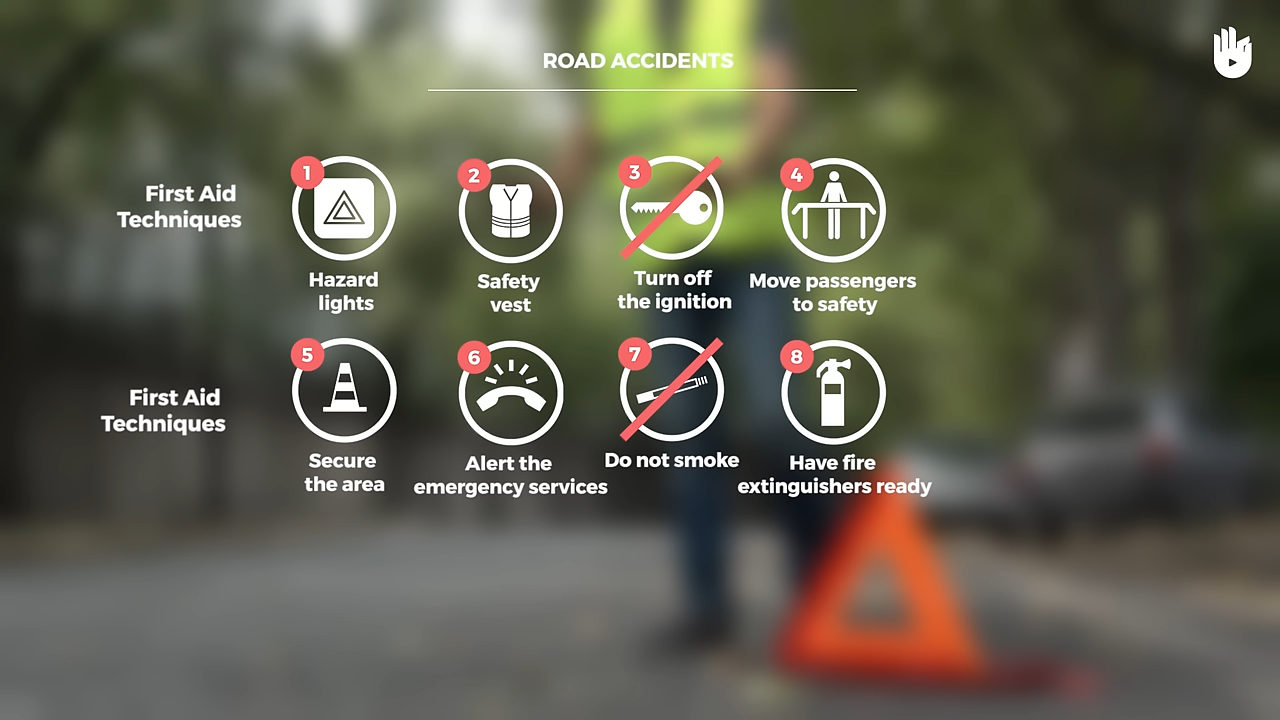 ROAD ACCIDENTS
First Aid
Techniques
1
Hazard
lights
2
Safety
vest
3
Turn off
the ignition
4
Move passengers
to safety
First Aid
Techniques
5
Secure
the area
6
Alert the
emergency services
7
Do not smoke
8
Have fire
extinguishers ready